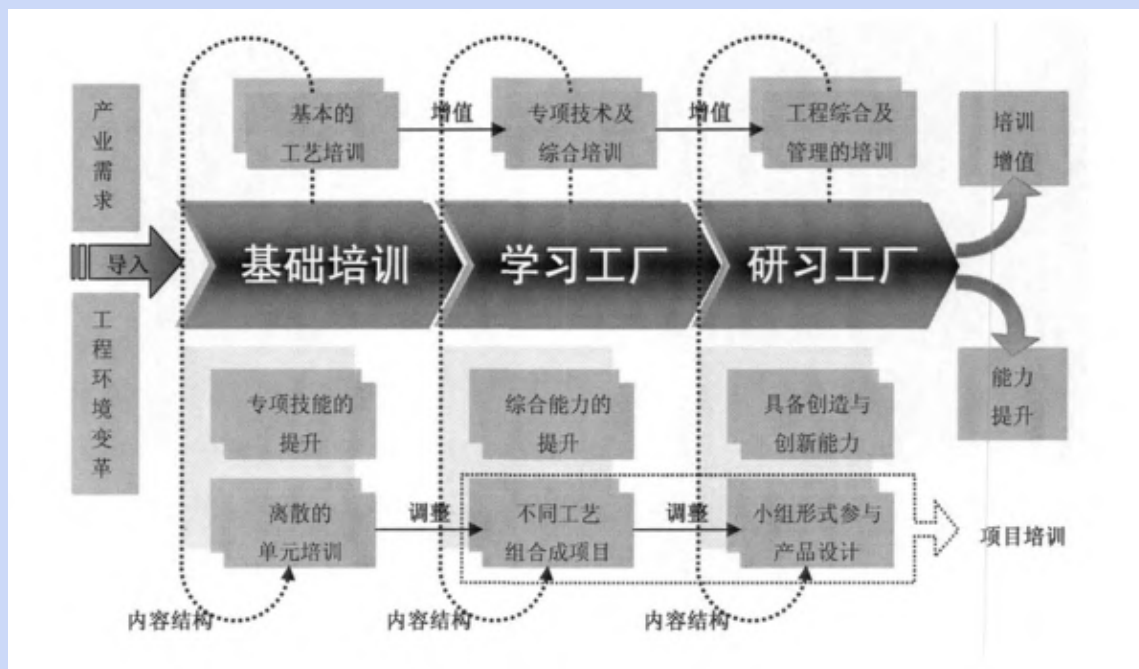 产业需求
基本的
工艺培训
增值
专项技术及
综合培训
增值
工程综合及
管理的培训
培训
增值
导入
基础培训
学习工厂
研习工厂
工程环境变革
专项技能的
提升
综合能力的
提升
具备创造与
创新能力
能力
提升
离散的
单元培训
调整
不同工艺
组合成项目
调整
小组形式参与
产品设计
项目培训
内容结构
内容结构
内容结构